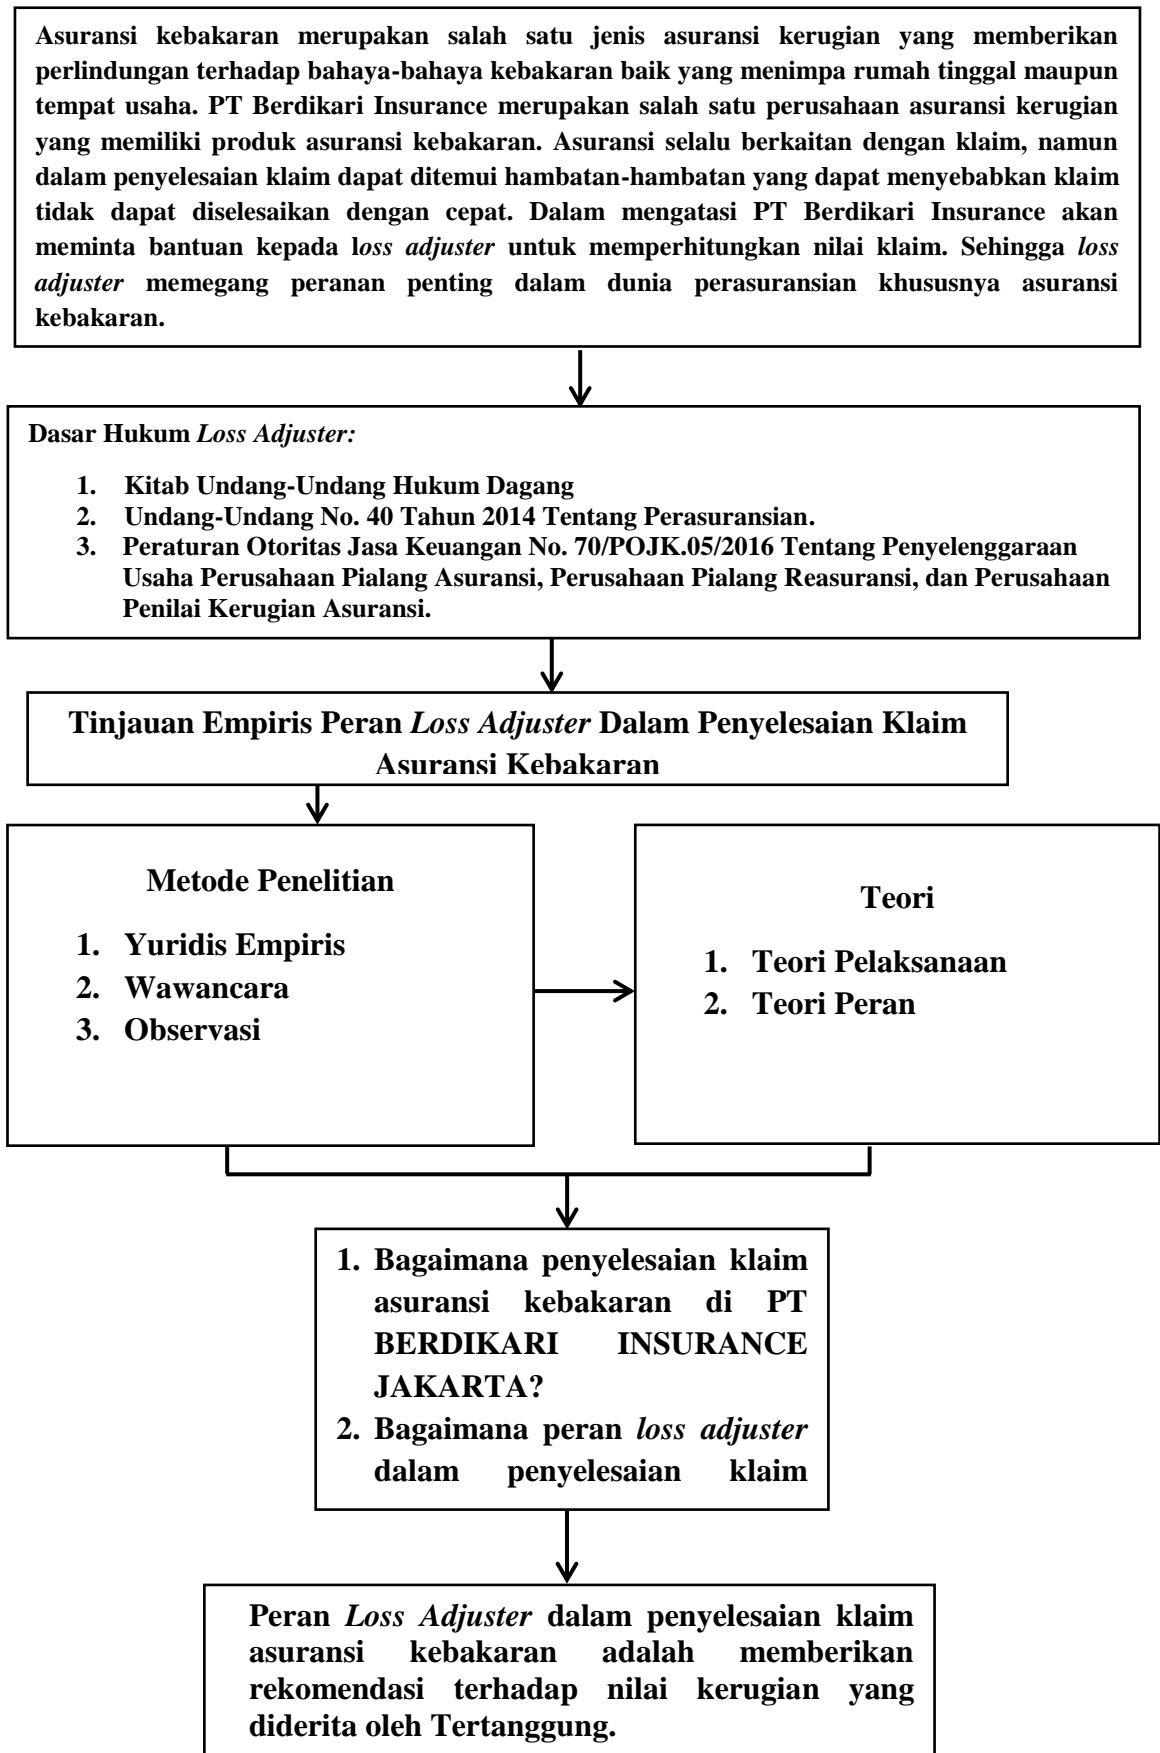 Asuransi kebakaran merupakan salah satu jenis asuransi kerugian yang memberikan
perlindungan terhadap bahaya-bahaya kebakaran baik yang menimpa rumah tinggal maupun
tempat usaha. PT Berdikari Insurance merupakan salah satu perusahaan asuransi kerugian
yang memiliki produk asuransi kebakaran. Asuransi selalu berkaitan dengan klaim, namun
dalam penyelesaian klaim dapat ditemui hambatan-hambatan yang dapat menyebabkan klaim
tidak dapat diselesaikan dengan cepat. Dalam mengatasi PT Berdikari Insurance akan
meminta bantuan kepada loss adjuster untuk memperhitungkan nilai klaim. Sehingga loss
adjuster memegang peranan penting dalam dunia perasuransian khususnya asuransi
kebakaran.
Dasar Hukum Loss Adjuster:
1. Kitab Undang-Undang Hukum Dagang
2. Undang-Undang No. 40 Tahun 2014 Tentang Perasuransian.
3. Peraturan Otoritas Jasa Keuangan No. 70/POJK.05/2016 Tentang Penyelenggaraan
Usaha Perusahaan Pialang Asuransi, Perusahaan Pialang Reasuransi, dan Perusahaan
Penilai Kerugian Asuransi.
Tinjauan Empiris Peran Loss Adjuster Dalam Penyelesaian Klaim
Asuransi Kebakaran
Metode Penelitian
1. Yuridis Empiris
2. Wawancara
3. Observasi
Teori
1. Teori Pelaksanaan
2. Teori Peran
1. Bagaimana penyelesaian klaim
asuransi kebakaran di PT
BERDIKARI INSURANCE
JAKARTA?
2. Bagaimana peran loss adjuster
dalam penyelesaian klaim
Peran Loss Adjuster dalam penyelesaian klaim
asuransi kebakaran adalah memberikan
rekomendasi terhadap nilai kerugian yang
diderita oleh Tertanggung.